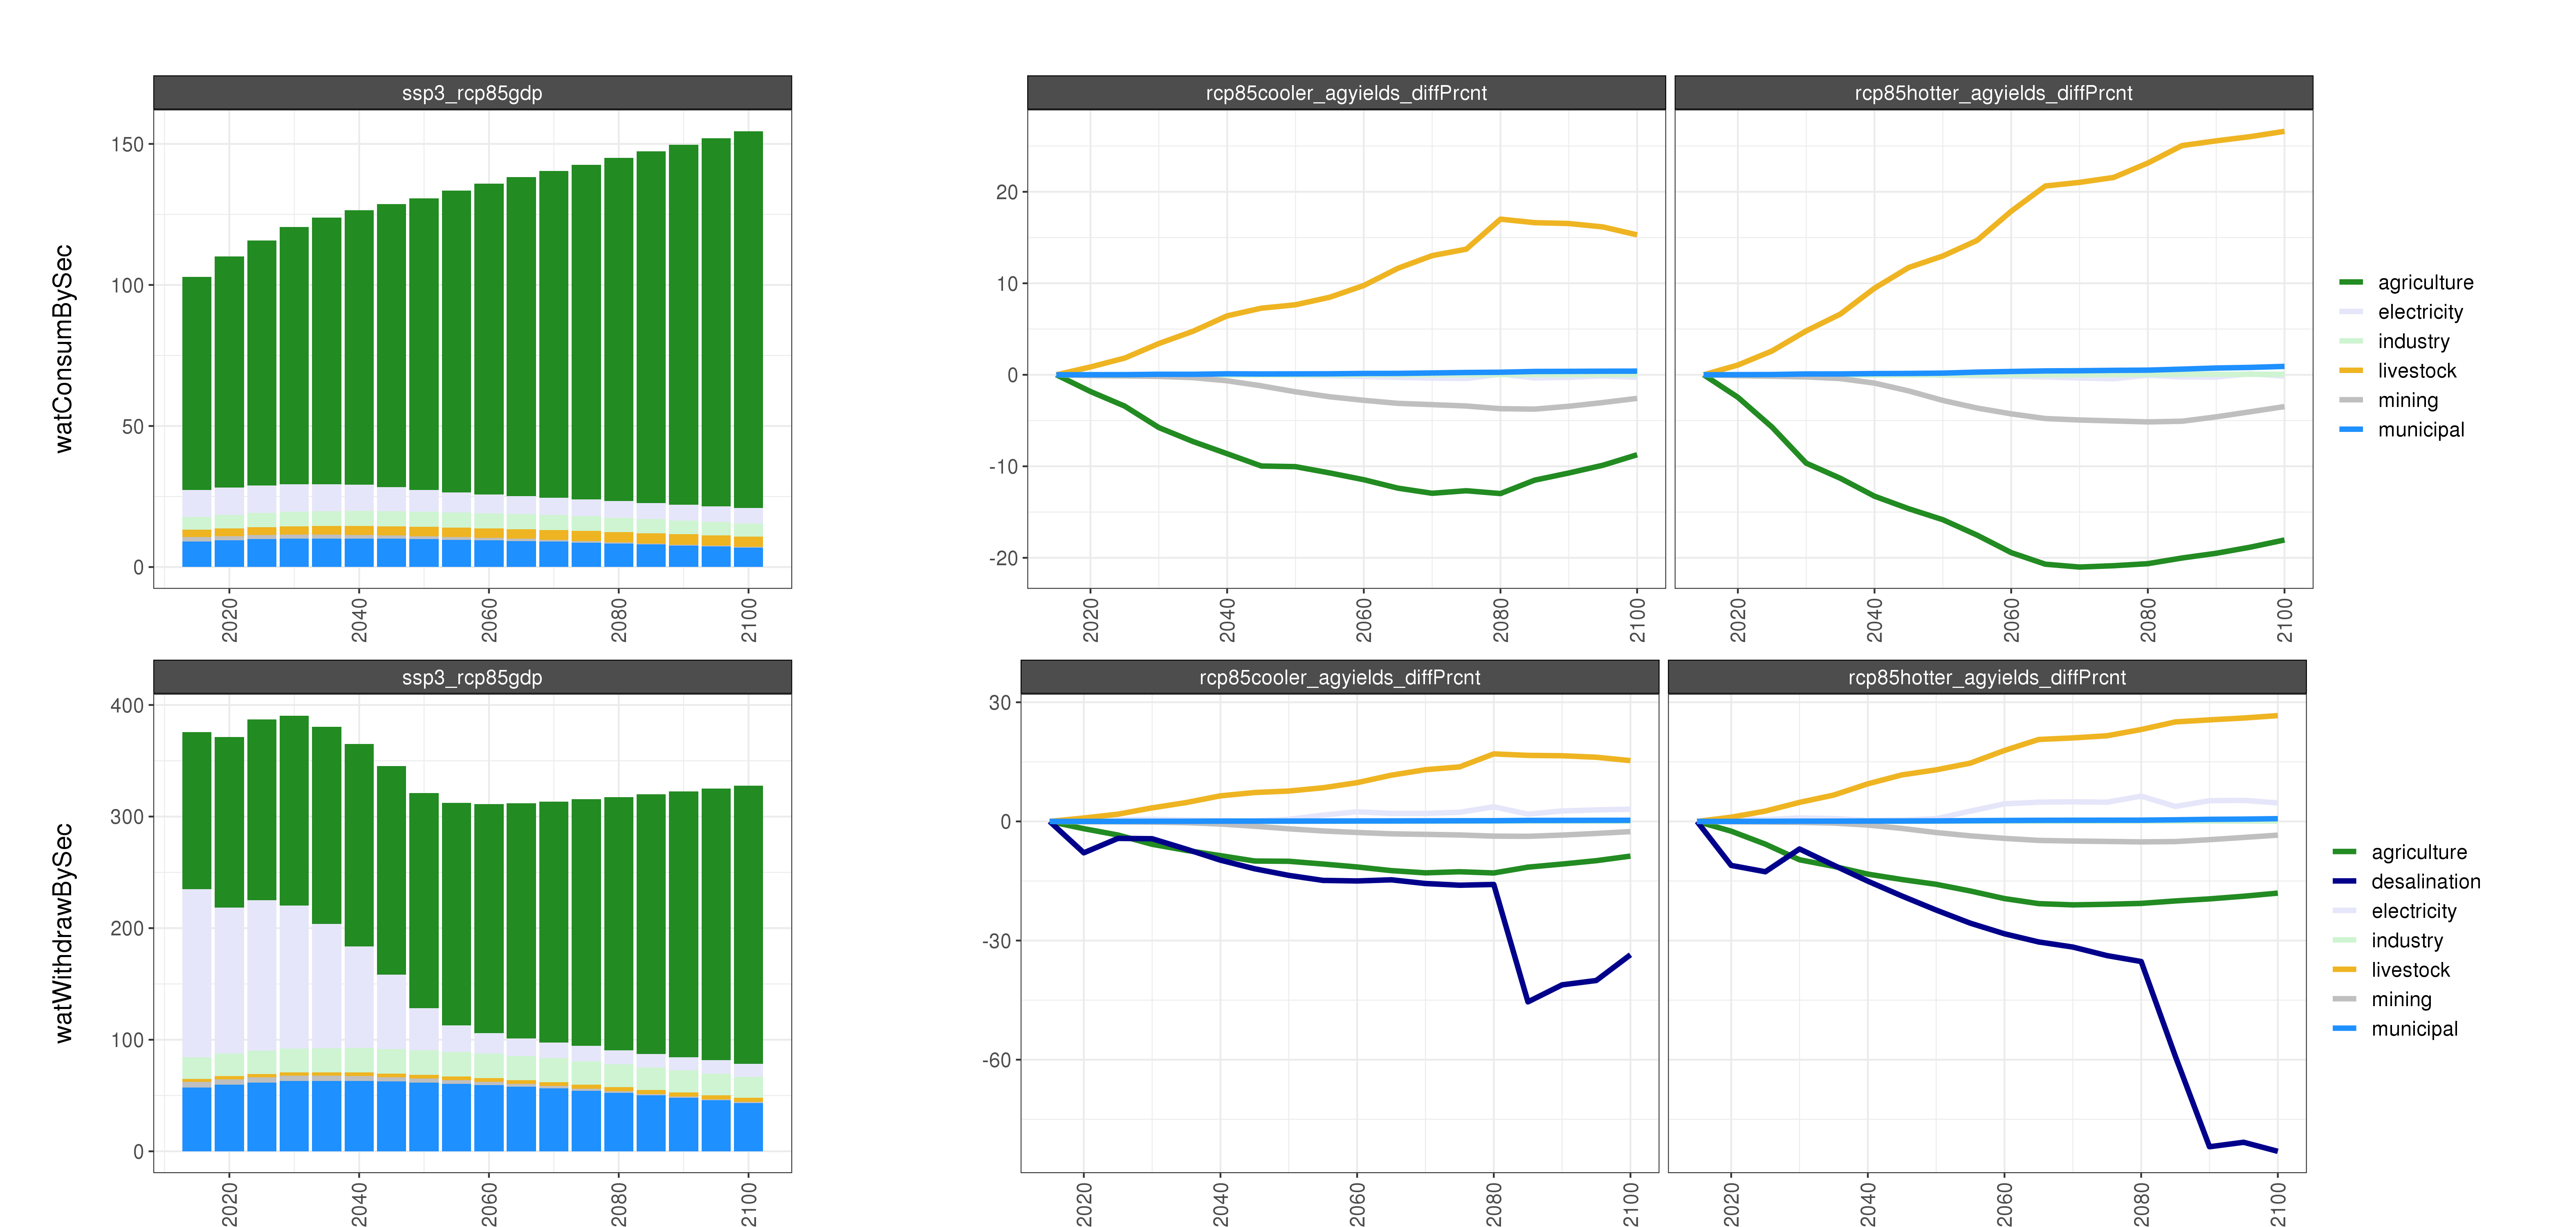 ssp3_rcp85gdp
rcp85cooler_agyields_diffPrcnt
rcp85hotter_agyields_diffPrcnt
watConsumBySec
150
100
50
0
2020
2040
2060
2080
2100
20
10
0
-10
-20
2020
2040
2060
2080
2100
2020
2040
2060
2080
2100
agriculture
electricity
industry
livestock
mining
municipal
ssp3_rcp85gdp
rcp85cooler_agyields_diffPrcnt
rcp85hotter_agyields_diffPrcnt
watWithdrawBySec
400
300
200
100
0
2020
2040
2060
2080
2100
30
0
-30
-60
2020
2040
2060
2080
2100
2020
2040
2060
2080
2100
agriculture
desalination
electricity
industry
livestock
mining
municipal